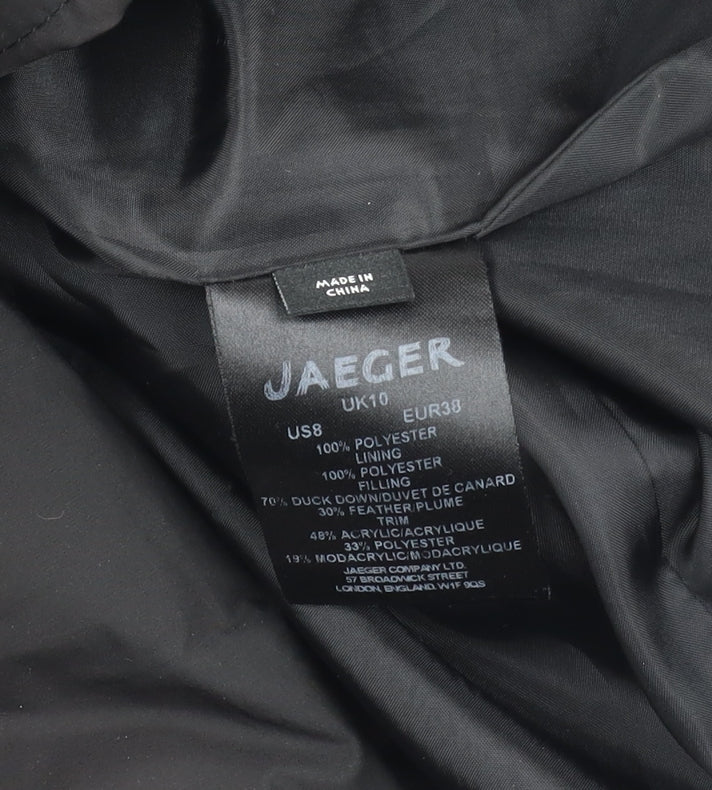 MADE IN
CHINA
JAEGER
UK10
US8 EUR38
100% POLYESTER
LINING
100% POLYESTER
FILLING
70% DUCK DOWN/DUVET DE CANARD
30% FEATHER/PLUME
TRIM
48% ACRYLIC/ACRYLIQUE
33% POLYESTER
19% MODACRYLIC/MODACRYLIQUE
JAEGER COMPANY LTD.
57 BROADWICK STREET
LONDON, ENGLAND. W1F 9QS